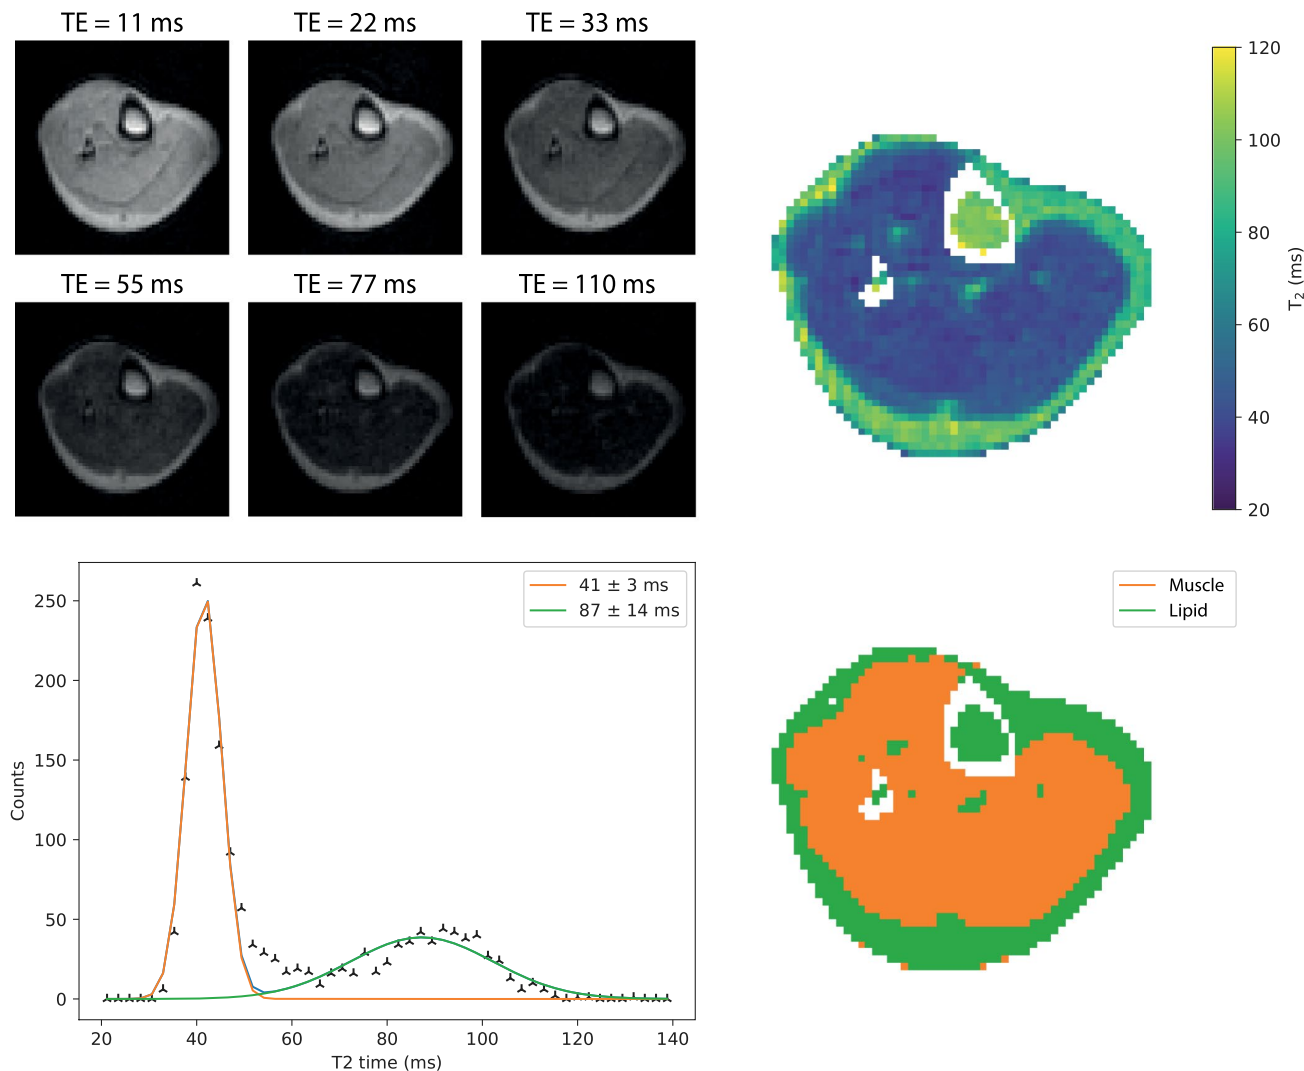 TE = 11 ms
TE = 22 ms
TE = 33 ms
TE = 55 ms
TE = 77 ms
TE = 110 ms
120
100
80
60
40
20
T2 (ms)
41 ± 3 ms
87 ± 14 ms
250
200
150
100
50
0
Counts
20 40 60 80 100 120 140
T2 time (ms)
Muscle
Lipid